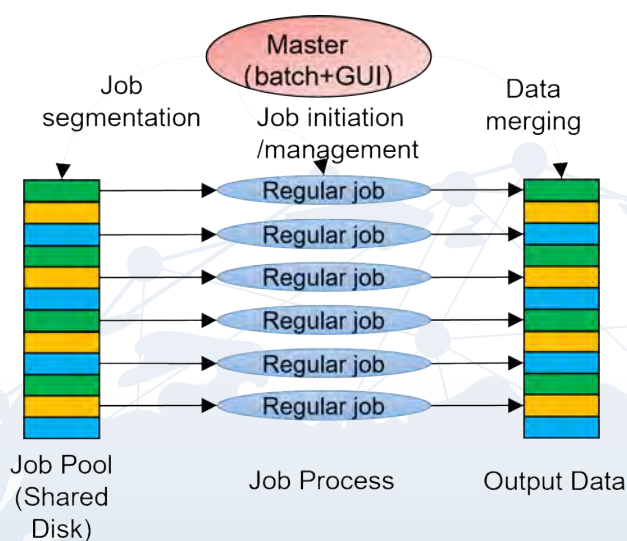 Master
(batch+GUI)
Job
segmentation
Job initiation
/management
Data
merging
Regular job
Regular job
Regular job
Regular job
Regular job
Regular job
Job Pool
(Shared
Disk)
Job Process
Output Data